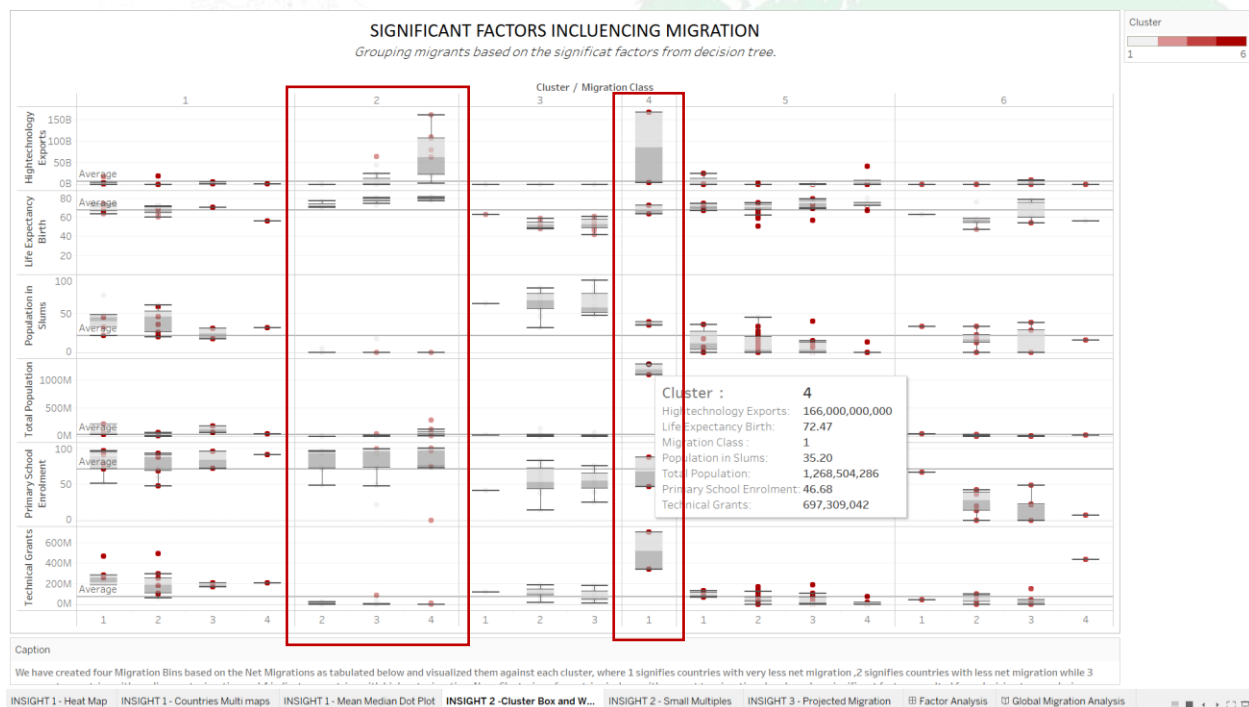 SIGNIFICANT FACTORS INCLUENCING MIGRATION
Grouping migrants based on the significat factors from decision tree.
Cluster
1 6
Cluster / Migration Class
1 2 3 4 5 6
Hightechnology
Exports
150B
100B
50B
0B
Average
Life Expectancy
Birth
80
60
40
20
Average
Population in
Slums
100
50
0
Average
Total Population
1000M
500M
0M
Average
Primary School
Enrolment
100
50
0
Average
Technical Grants
600M
400M
200M
0M
Average
Cluster : 4
Hightechnology Exports: 166,000,000,000
Life Expectancy Birth: 72.47
Migration Class : 1
Population in Slums: 35.20
Total Population: 1,268,504,286
Primary School Enrolment: 46.68
Technical Grants: 697,309,042
1 2 3 4 2 3 4 1 2 3 1 1 2 3 4 1 2 3 4
Caption
We have created four Migration Bins based on the Net Migrations as tabulated below and visualized them against each cluster, where 1 signifies countries with very less net migration ,2 signifies countries with less net migration while 3
INSIGHT 1 - Heat Map INSIGHT 1 - Countries Multi maps INSIGHT 1 - Mean Median Dot Plot INSIGHT 2 -Cluster Box and W... INSIGHT 2 - Small Multiples INSIGHT 3 - Projected Migration Factor Analysis Global Migration Analysis